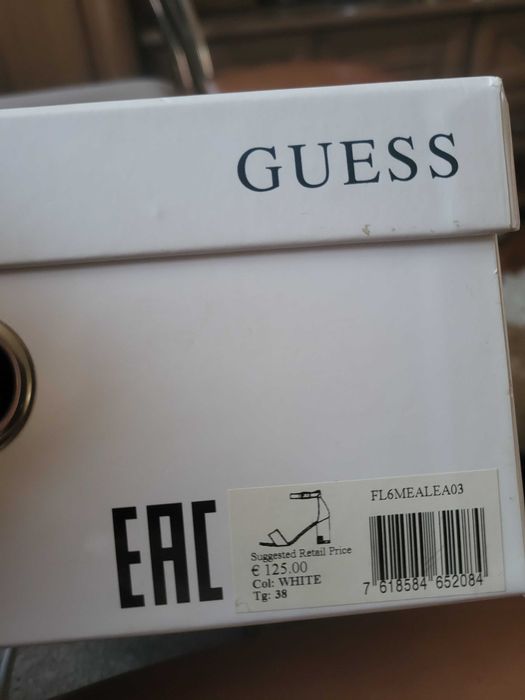 GUESS
EAC
FL6MEALEA03
Suggested Retail Price
€ 125.00
Col: WHITE
Tg: 38
7 618584 652084